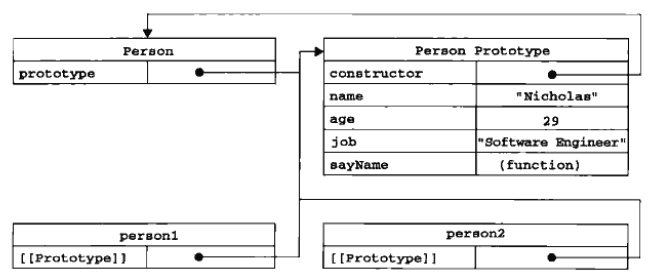 Person
prototype
Person Prototype
constructor
name "Nicholas"
age 29
job "Software Engineer"
sayName (function)
person1
[[Prototype]]
person2
[[Prototype]]